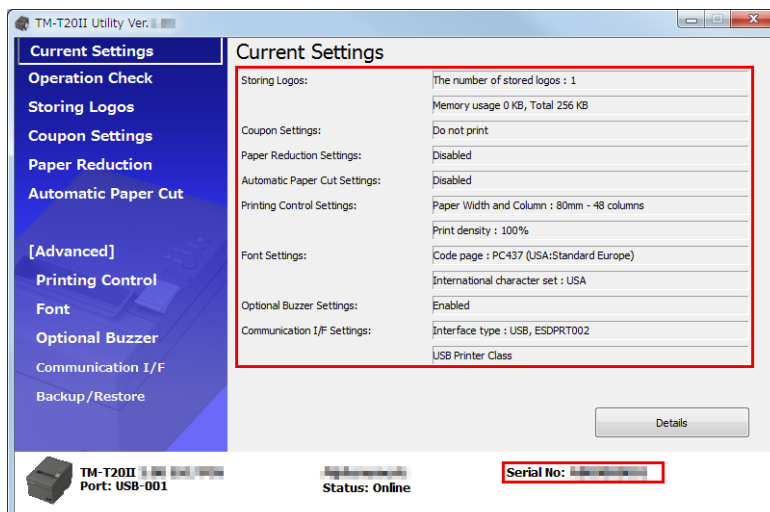 TM-T20II Utility Ver.
Current Settings
Operation Check
Storing Logos
Coupon Settings
Paper Reduction
Automatic Paper Cut
[Advanced]
Printing Control
Font
Optional Buzzer
Communication I/F
Backup/Restore
Current Settings
Storing Logos: The number of stored logos : 1
Memory usage 0 KB, Total 256 KB
Coupon Settings: Do not print
Paper Reduction Settings: Disabled
Automatic Paper Cut Settings: Disabled
Printing Control Settings: Paper Width and Column : 80mm - 48 columns
Print density : 100%
Font Settings: Code page : PC437 (USA:Standard Europe)
International character set : USA
Optional Buzzer Settings: Enabled
Communication I/F Settings: Interface type : USB, ESDPRT002
USB Printer Class
Details
TM-T20II
Port: USB-001
Status: Online
Serial No: